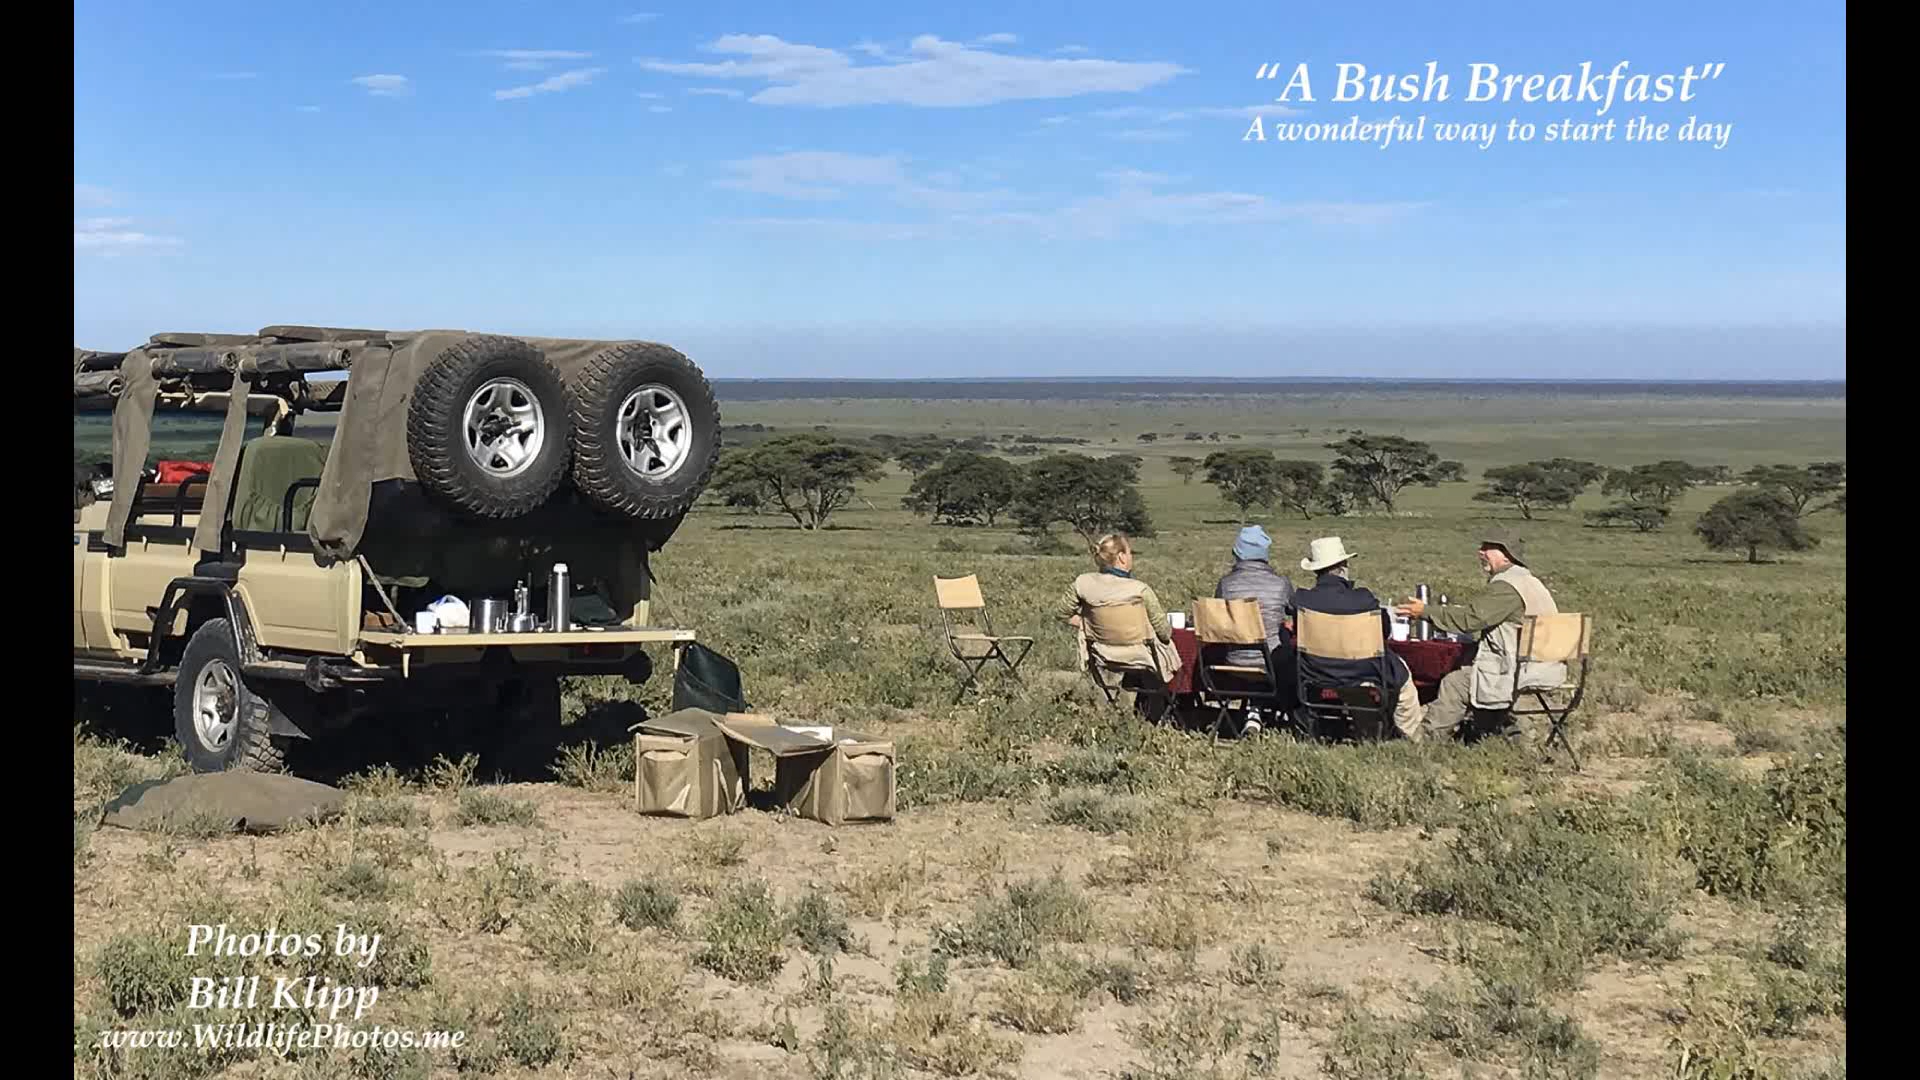 “A Bush Breakfast”
A wonderful way to start the day
Photos by
Bill Klipp
www.WildlifePhotos.me